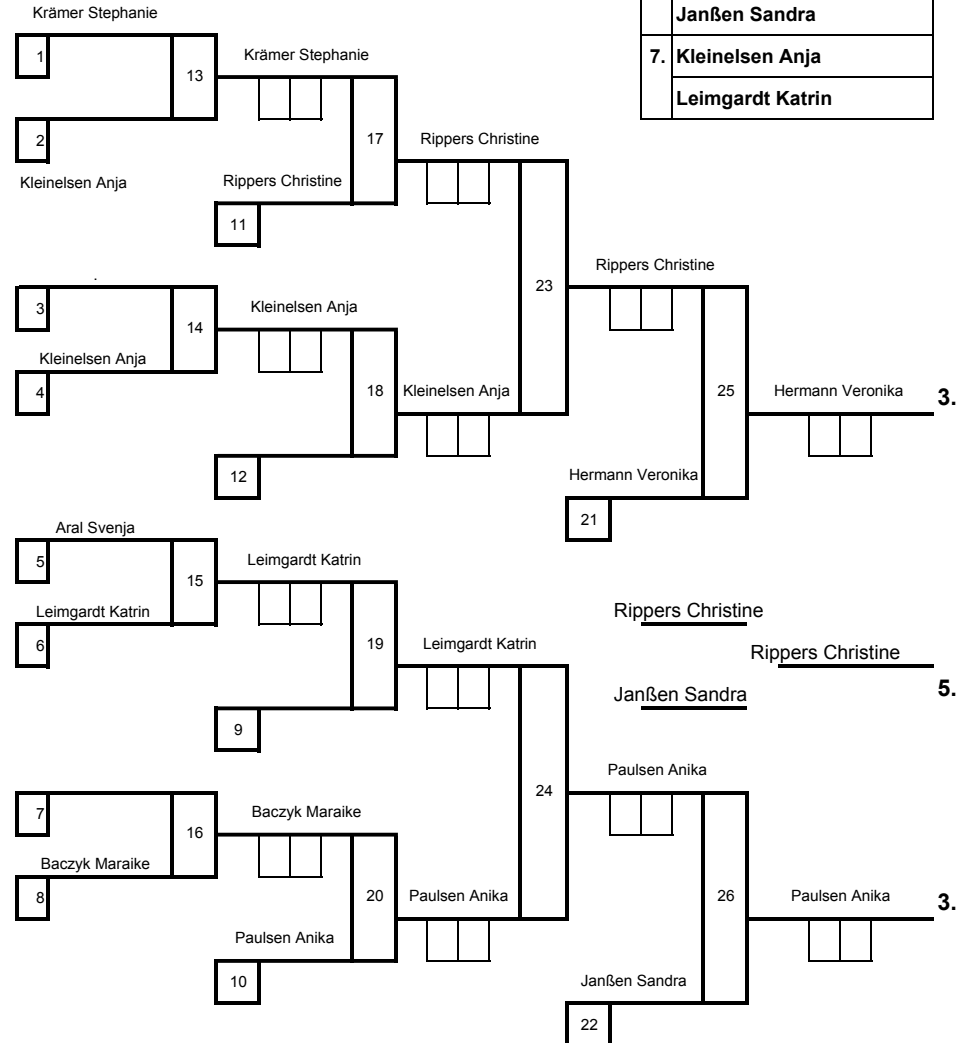 Krämer Stephanie
Janßen Sandra
1
Krämer Stephanie
7. Kleinelsen Anja
13
Leimgardt Katrin
2
17
Rippers Christine
Kleinelsen Anja
Rippers Christine
11
.
Rippers Christine
23
3
Kleinelsen Anja
14
Kleinelsen Anja
4
18
Kleinelsen Anja
25
Hermann Veronika
3.
12
Hermann Veronika
21
Aral Svenja
5
Leimgardt Katrin
15
Leimgardt Katrin
Rippers Christine
6
19
Leimgardt Katrin
Rippers Christine
Janßen Sandra
5.
9
Paulsen Anika
24
7
Baczyk Maraike
16
Baczyk Maraike
8
20
Paulsen Anika
26
Paulsen Anika
3.
Paulsen Anika
10
Janßen Sandra
22